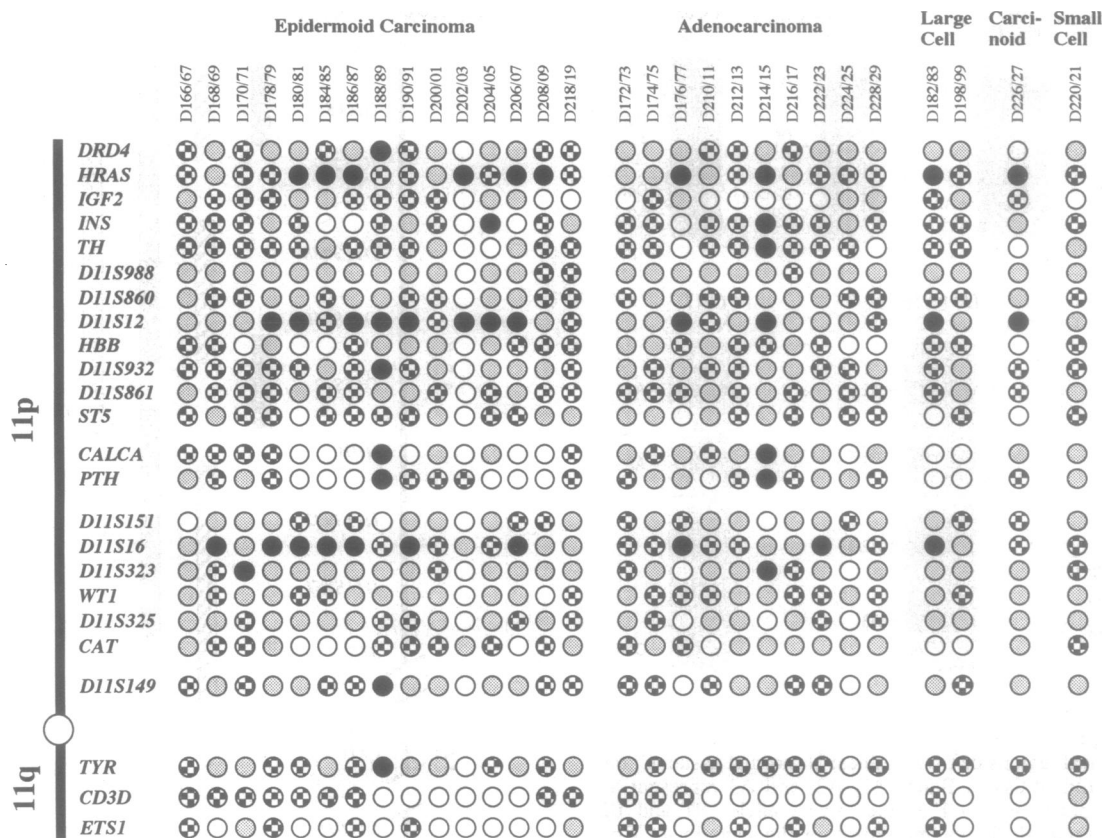 Epidermoid Carcinoma Adenocarcinoma Large Cell Carci-noid Small Cell
D166/67 D168/69 D170/71 D178/79 D180/81 D184/85 D186/87 D188/89 D190/91 D200/01 D202/03 D204/05 D206/07 D208/09 D218/19 D172/73 D174/75 D176/77 D210/11 D212/13 D214/15 D216/17 D222/23 D224/25 D228/29 D182/83 D198/99 D226/27 D220/21
11p
DRD4
HRAS
IGF2
INS
TH
D11S988
D11S860
D11S12
HBB
D11S932
D11S861
ST5
CALCA
PTH
D11S151
D11S16
D11S323
WT1
D11S325
CAT
D11S149
11q
TYR
CD3D
ETS1